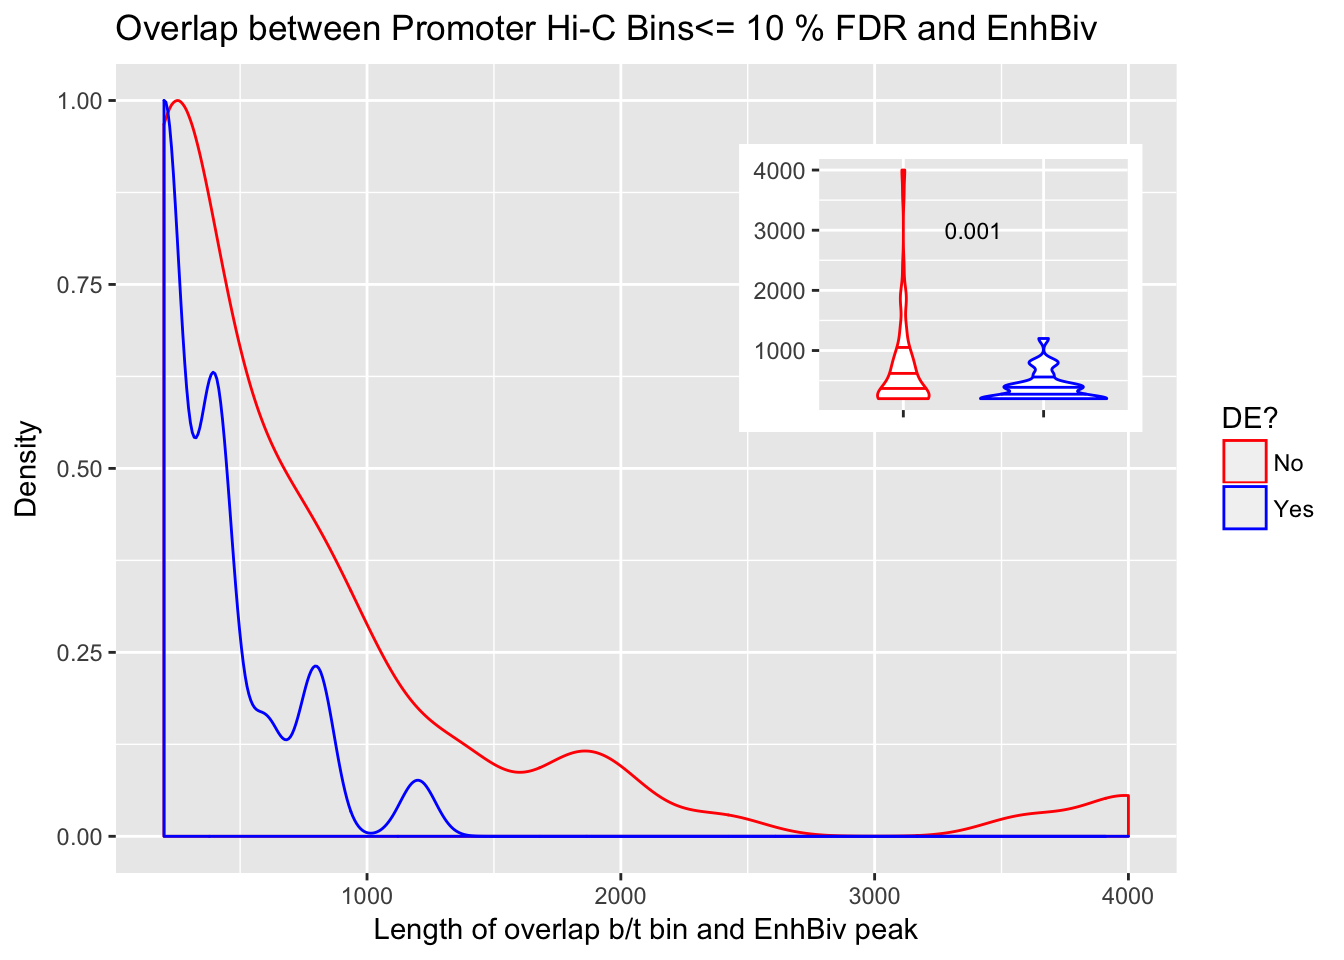 Overlap between Promoter Hi-C Bins<= 10 % FDR and EnhBiv
1.00
0.75
0.50
0.25
0.00
Density
4000
3000
2000
1000
0.001
DE?
No
Yes
1000
2000
3000
4000
Length of overlap b/t bin and EnhBiv peak